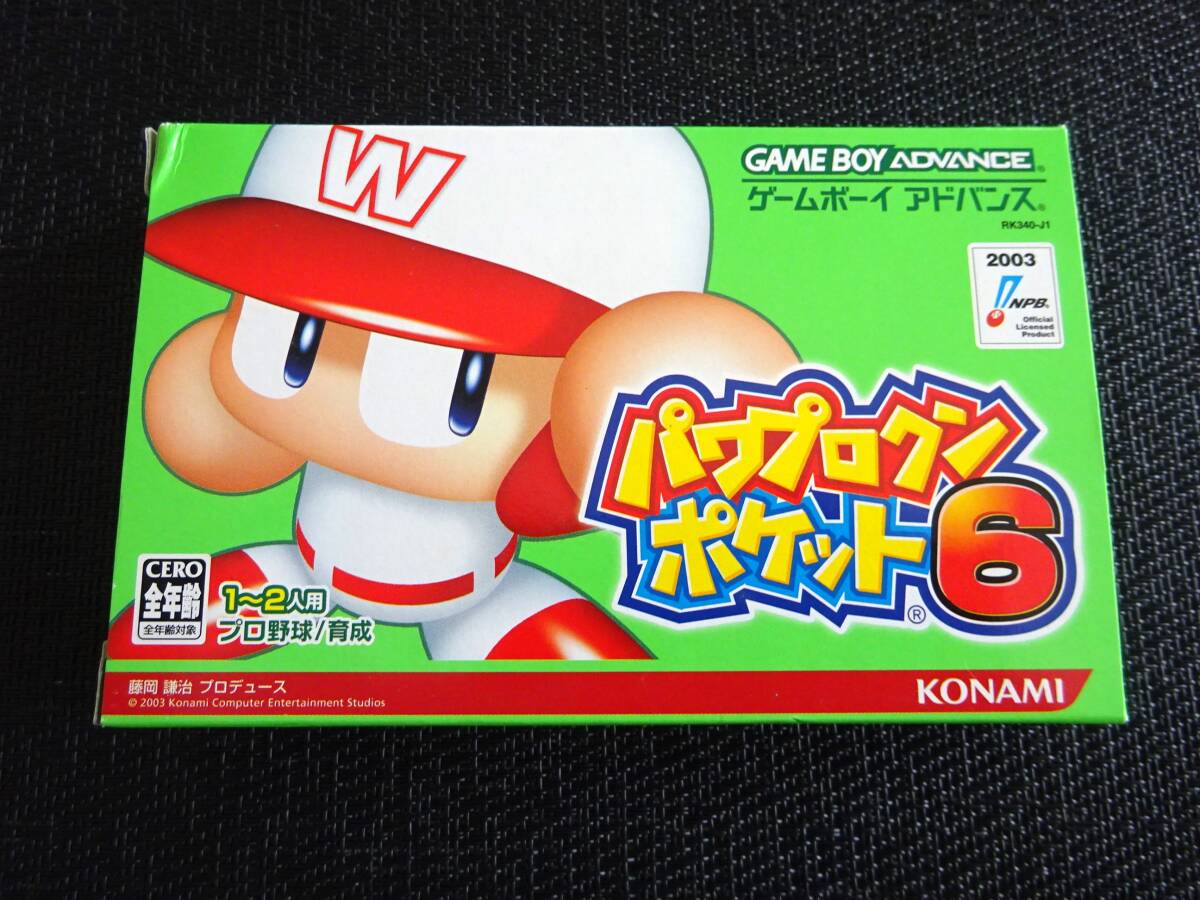 W
GAME BOY ADVANCE
ゲームボーイ アドバンス®
RK340-J1
2003
NPB®
Official
Licensed
Product
パワプロクン
ポケット6®
CERO
全年齢
全年齢対象
1〜2人用
プロ野球/育成
藤岡 謙治 プロデュース
© 2003 Konami Computer Entertainment Studios
KONAMI